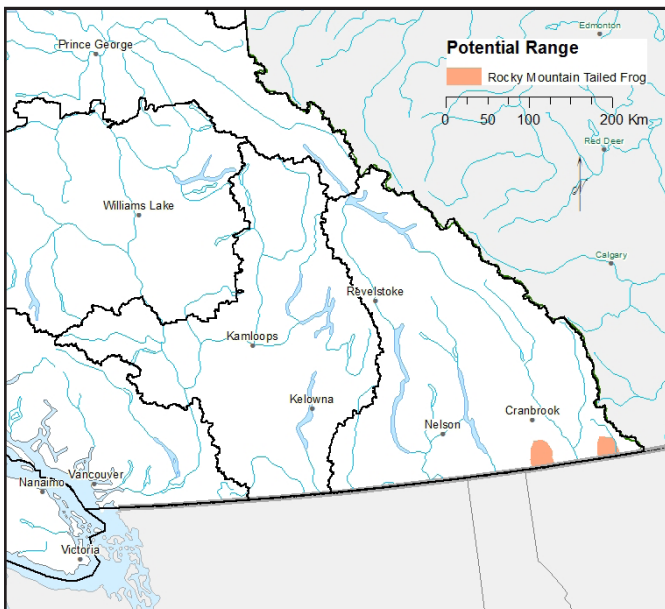 Prince George
Edmonton
Potential Range
Rocky Mountain Tailed Frog
0 50 100 200 Km
Red Deer
Williams Lake
Calgary
Revelstoke
Kamloops
Kelowna
Cranbrook
Nelson
Vancouver
Nanaimo
Victoria